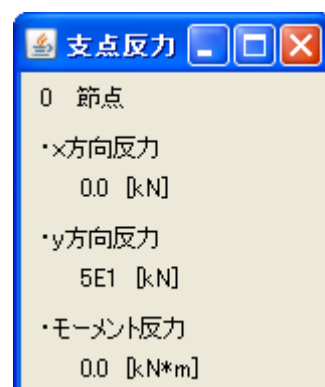 支点反力
0 節点
・x方向反力
0.0 [kN]
・y方向反力
5E1 [kN]
・モーメント反力
0.0 [kN*m]